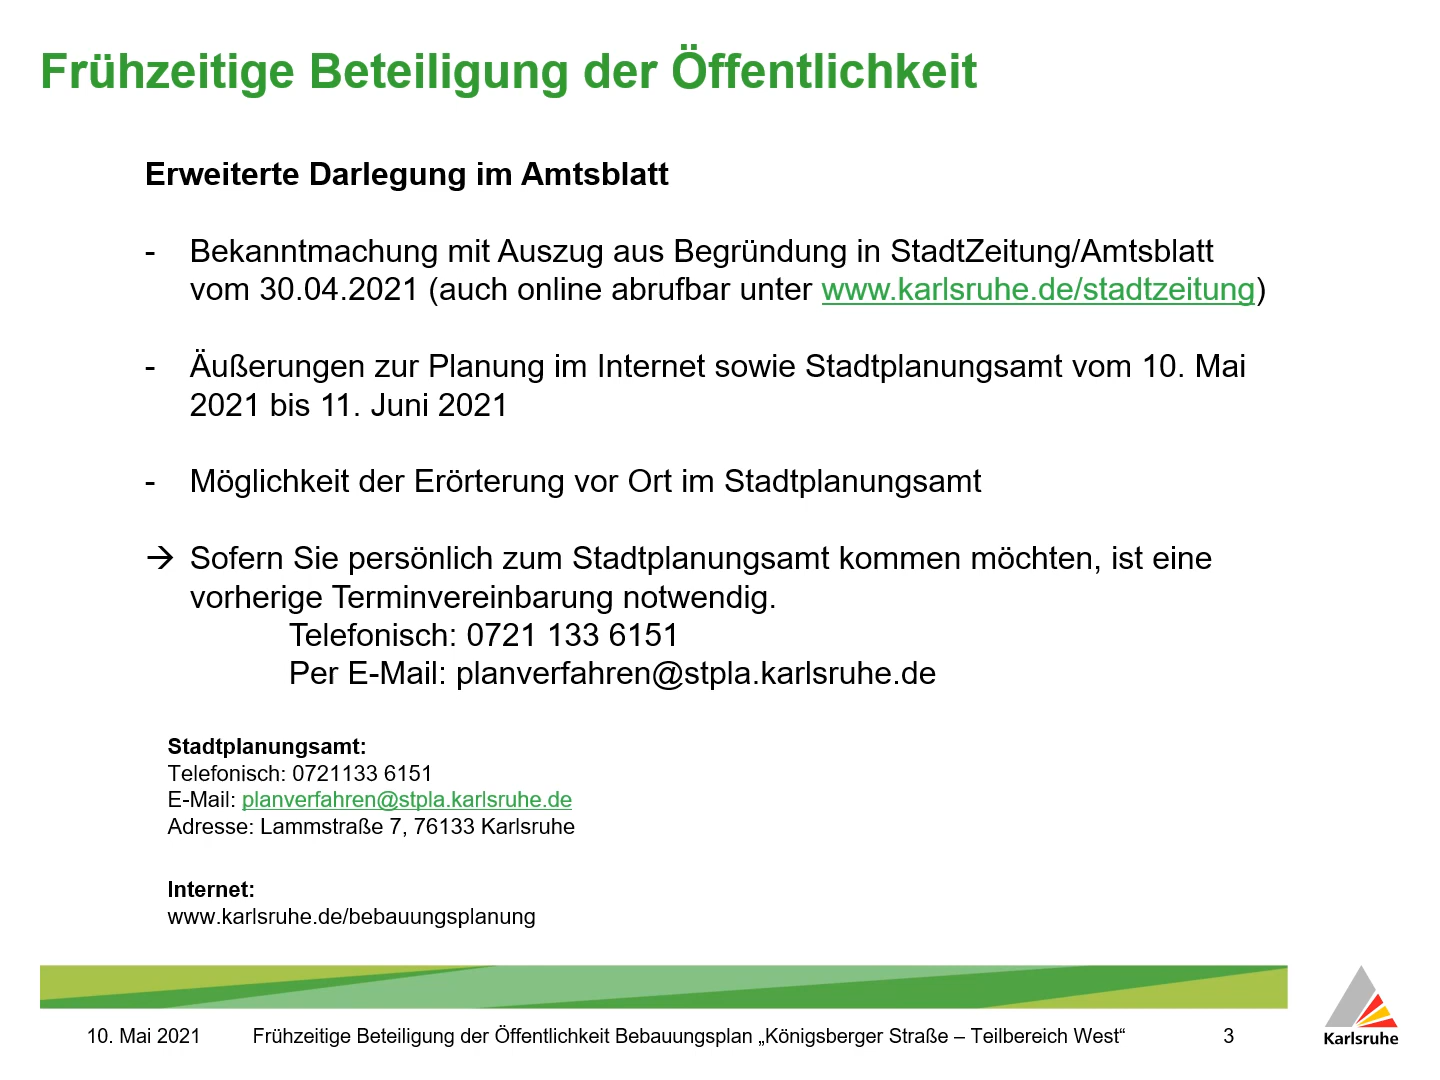 Frühzeitige Beteiligung der Öffentlichkeit
Erweiterte Darlegung im Amtsblatt
- Bekanntmachung mit Auszug aus Begründung in StadtZeitung/Amtsblatt
vom 30.04.2021 (auch online abrufbar unter www.karlsruhe.de/stadtzeitung)
- Äußerungen zur Planung im Internet sowie Stadtplanungsamt vom 10. Mai
2021 bis 11. Juni 2021
- Möglichkeit der Erörterung vor Ort im Stadtplanungsamt
→ Sofern Sie persönlich zum Stadtplanungsamt kommen möchten, ist eine
vorherige Terminvereinbarung notwendig.
Telefonisch: 0721 133 6151
Per E-Mail: planverfahren@stpla.karlsruhe.de
Stadtplanungsamt:
Telefonisch: 0721133 6151
E-Mail: planverfahren@stpla.karlsruhe.de
Adresse: Lammstraße 7, 76133 Karlsruhe
Internet:
www.karlsruhe.de/bebauungsplanung
10. Mai 2021 Frühzeitige Beteiligung der Öffentlichkeit Bebauungsplan „Königsberger Straße – Teilbereich West“ 3
Karlsruhe